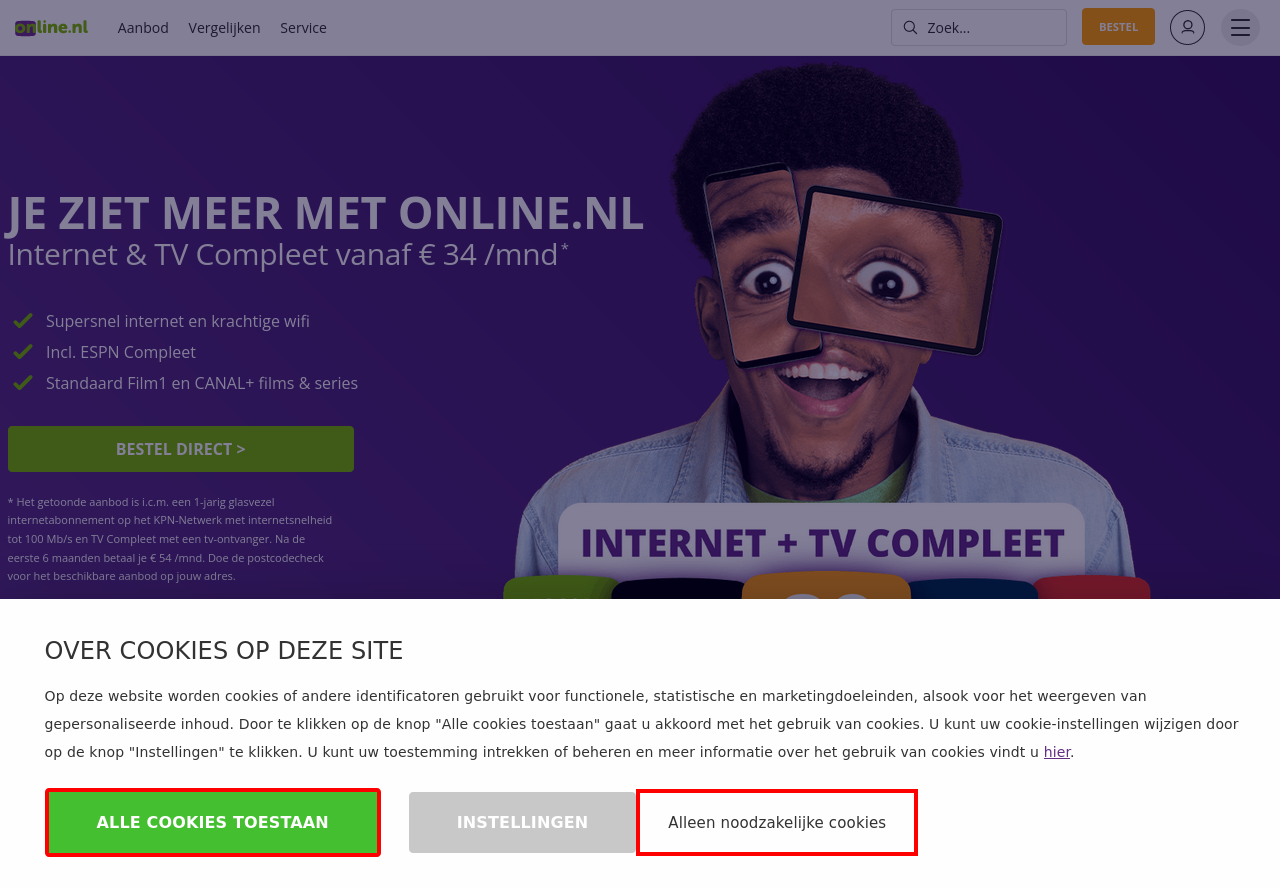 online.nl
Aanbod
Vergelijken
Service
Zoek...
BESTEL
JE ZIET MEER MET ONLINE.NL
Internet & TV Compleet vanaf € 34 /mnd*
Supersnel internet en krachtige wifi
Incl. ESPN Compleet
Standaard Film1 en CANAL+ films & series
BESTEL DIRECT >
* Het getoonde aanbod is i.c.m. een 1-jarig glasvezel
internetabonnement op het KPN-Netwerk met internetsnelheid
tot 100 Mb/s en TV Compleet met een tv-ontvanger. Na de
eerste 6 maanden betaal je € 54 /mnd. Doe de postcodecheck
voor het beschikbare aanbod op jouw adres.
INTERNET + TV COMPLEET
OVER COOKIES OP DEZE SITE
Op deze website worden cookies of andere identificatoren gebruikt voor functionele, statistische en marketingdoeleinden, alsook voor het weergeven van
gepersonaliseerde inhoud. Door te klikken op de knop "Alle cookies toestaan" gaat u akkoord met het gebruik van cookies. U kunt uw cookie-instellingen wijzigen door
op de knop "Instellingen" te klikken. U kunt uw toestemming intrekken of beheren en meer informatie over het gebruik van cookies vindt u hier.
ALLE COOKIES TOESTAAN
INSTELLINGEN
Alleen noodzakelijke cookies